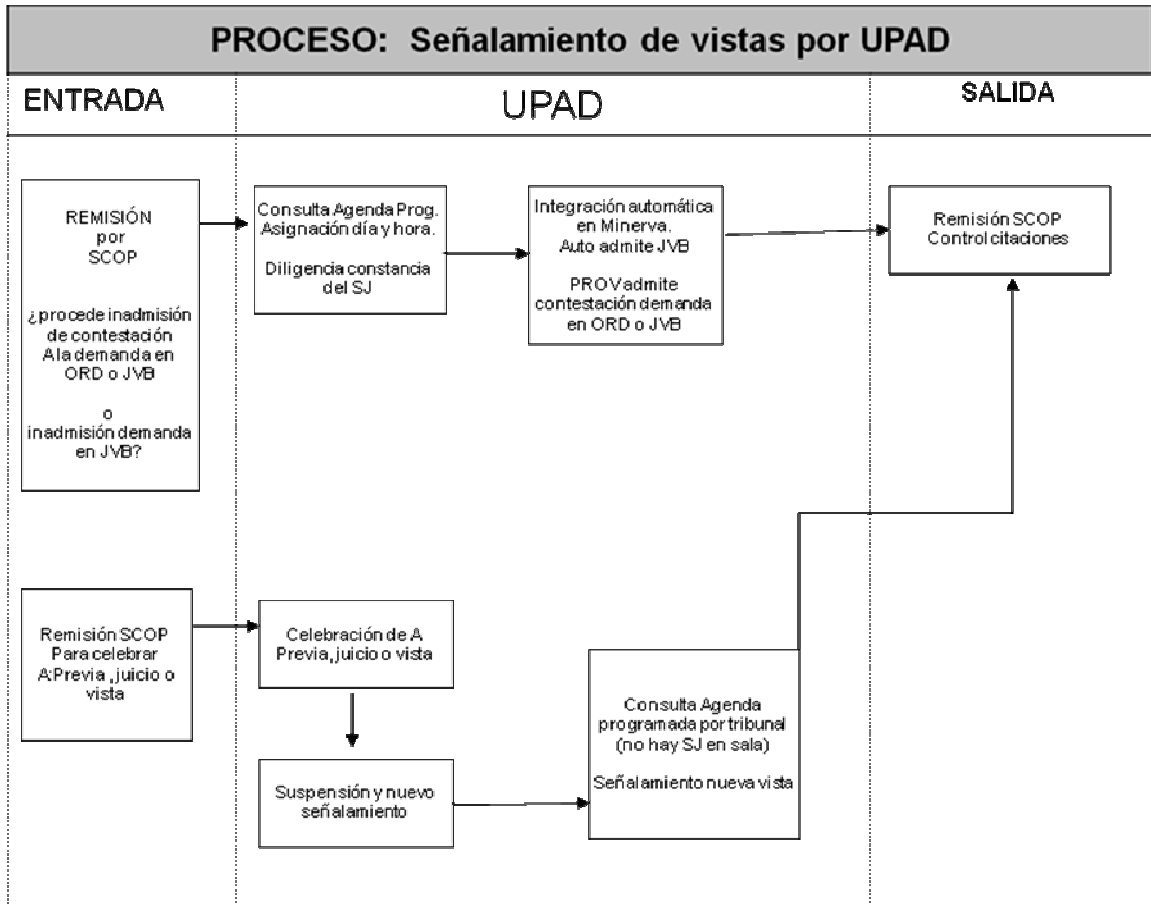 PROCESO: Señalamiento de vistas por UPAD
ENTRADA
UPAD
SALIDA
REMISIÓN
por
SCOP
¿procede inadmisión
de contestación
A la demanda en
ORD o JVB
o
inadmisión demanda
en JVB?
Consulta Agenda Prog.
Asignación día y hora.
Diligencia constancia
del SJ
Integración automática
en Minerva.
Auto admite JVB
PROV admite
contestación demanda
en ORD o JVB
Remisión SCOP
Control citaciones
Remisión SCOP
Para celebrar
A:Previa , juicio o
vista
Celebración de A
Previa, juicio o vista
Suspensión y nuevo
señalamiento
Consulta Agenda
programada por tribunal
(no hay SJ en sala)
Señalamiento nueva vista